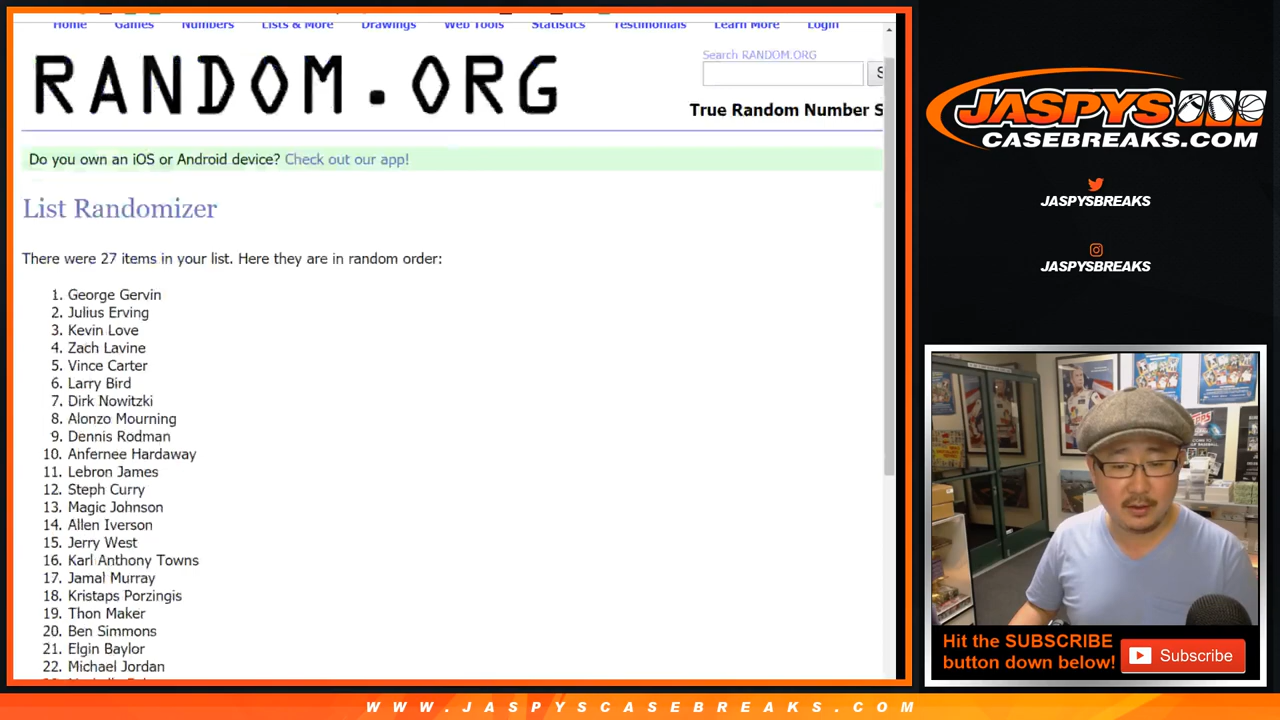 Home Games Numbers Lists & More Drawings Web Tools Statistics Testimonials Learn More Login
RANDOM.ORG
Search RANDOM.ORG
S
True Random Number S
Do you own an iOS or Android device? Check out our app!
List Randomizer
There were 27 items in your list. Here they are in random order:
1. George Gervin
2. Julius Erving
3. Kevin Love
4. Zach Lavine
5. Vince Carter
6. Larry Bird
7. Dirk Nowitzki
8. Alonzo Mourning
9. Dennis Rodman
10. Anfernee Hardaway
11. Lebron James
12. Steph Curry
13. Magic Johnson
14. Allen Iverson
15. Jerry West
16. Karl Anthony Towns
17. Jamal Murray
18. Kristaps Porzingis
19. Thon Maker
20. Ben Simmons
21. Elgin Baylor
22. Michael Jordan
JASPYS
CASEBREAKS.COM
JASPYSBREAKS
JASPYSBREAKS
Hit the SUBSCRIBE
button down below!
Subscribe
WWW.JASPYSCASEBREAKS.COM